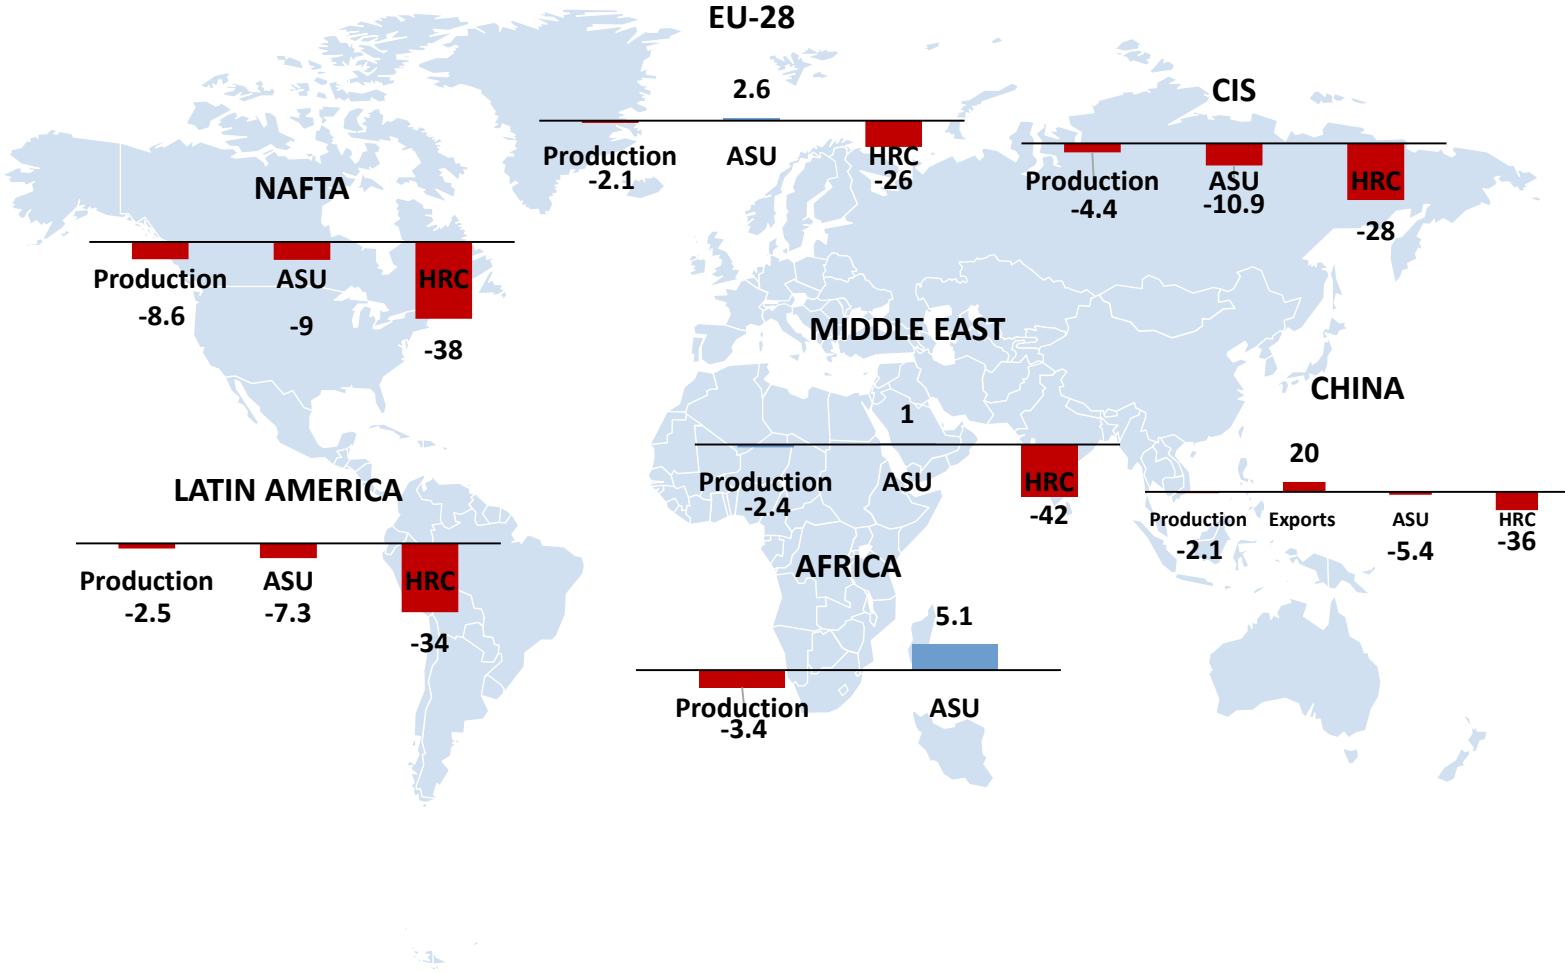 EU-28
2.6
Production ASU HRC
-2.1 -26
CIS
Production ASU HRC
-4.4 -10.9 -28
NAFTA
Production ASU HRC
-8.6 -9 -38
MIDDLE EAST
1
Production ASU HRC
-2.4 -42
CHINA
20
Production Exports ASU HRC
-2.1 -5.4 -36
LATIN AMERICA
Production ASU HRC
-2.5 -7.3 -34
AFRICA
5.1
Production ASU
-3.4